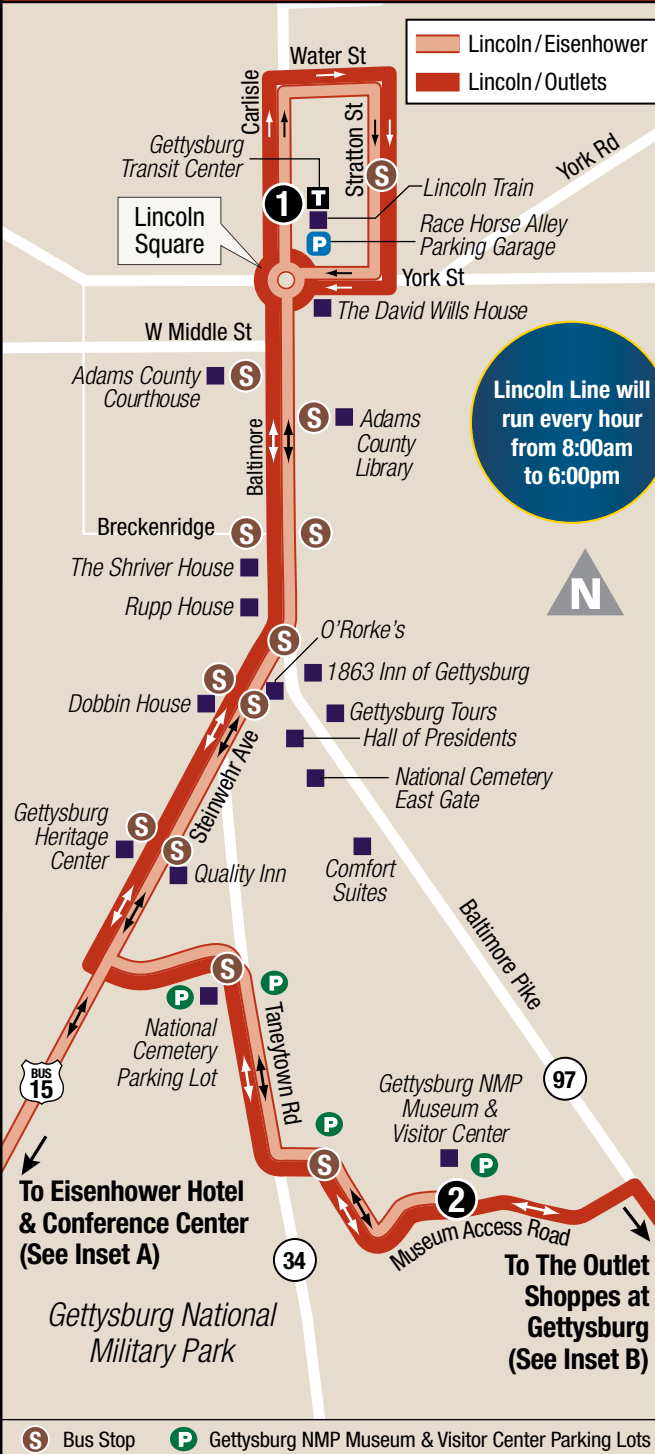 Water St
Lincoln/Eisenhower
Lincoln/Outlets
Carlisle
Stratton St
York Rd
Gettysburg
Transit Center
T
S
1
Lincoln Train
Lincoln
Square
P
Race Horse Alley
Parking Garage
York St
The David Wills House
W Middle St
Adams County
Courthouse
S
S
Adams
County
Library
Lincoln Line will
run every hour
from 8:00am
to 6:00pm
Baltimore
Breckenridge
S
S
The Shriver House
N
Rupp House
O'Rorke's
S
1863 Inn of Gettysburg
S
Dobbin House
S
Gettysburg Tours
Hall of Presidents
Steinwehr Ave
National Cemetery
East Gate
Gettysburg
Heritage
Center
S
S
Quality Inn
Comfort
Suites
Baltimore Pike
S
P
P
National
Cemetery
Parking Lot
Taneytown Rd
BUS
15
Gettysburg NMP
Museum &
Visitor Center
97
P
S
P
2
Museum Access Road
To Eisenhower Hotel
& Conference Center
(See Inset A)
34
To The Outlet
Shoppes at
Gettysburg
(See Inset B)
Gettysburg National
Military Park
S Bus Stop
P Gettysburg NMP Museum & Visitor Center Parking Lots